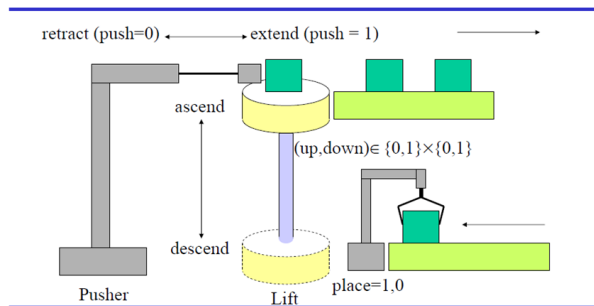 retract (push=0)
extend (push = 1)
ascend
(up,down)∈ {0,1}×{0,1}
descend
place=1,0
Pusher
Lift